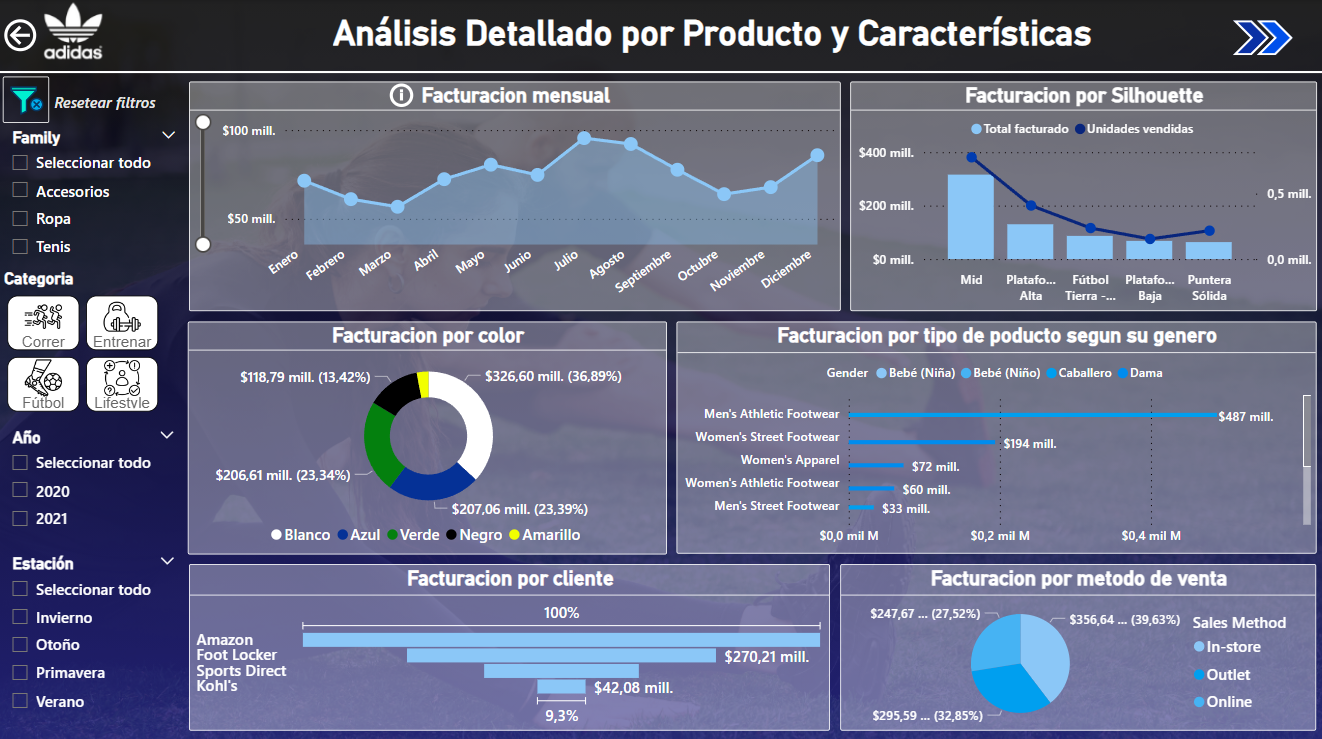 adidas
Análisis Detallado por Producto y Características
Resetear filtros
Family
Seleccionar todo
Accesorios
Ropa
Tenis
Categoria
Correr
Entrenar
Fútbol
Lifestyle
Año
Seleccionar todo
2020
2021
Estación
Seleccionar todo
Invierno
Otoño
Primavera
Verano
Facturacion mensual
$100 mill.
$50 mill.
Enero
Febrero
Marzo
Abril
Mayo
Junio
Julio
Agosto
Septiembre
Octubre
Noviembre
Diciembre
Facturacion por Silhouette
Total facturado
Unidades vendidas
$400 mill.
$200 mill.
$0 mill.
0,5 mill.
0,0 mill.
Mid
Platafo...
Alta
Fútbol
Tierra -...
Platafo...
Baja
Puntera
Sólida
Facturacion por color
$118,79 mill. (13,42%)
$326,60 mill. (36,89%)
$206,61 mill. (23,34%)
$207,06 mill. (23,39%)
Blanco
Azul
Verde
Negro
Amarillo
Facturacion por tipo de poducto segun su genero
Gender
Bebé (Niña)
Bebé (Niño)
Caballero
Dama
Men's Athletic Footwear
$487 mill.
Women's Street Footwear
$194 mill.
Women's Apparel
$72 mill.
Women's Athletic Footwear
$60 mill.
Men's Street Footwear
$33 mill.
$0,0 mil M
$0,2 mil M
$0,4 mil M
Facturacion por cliente
100%
Amazon
Foot Locker
$270,21 mill.
Sports Direct
Kohl's
$42,08 mill.
9,3%
Facturacion por metodo de venta
$247,67 ... (27,52%)
$356,64 ... (39,63%)
$295,59 ... (32,85%)
Sales Method
In-store
Outlet
Online